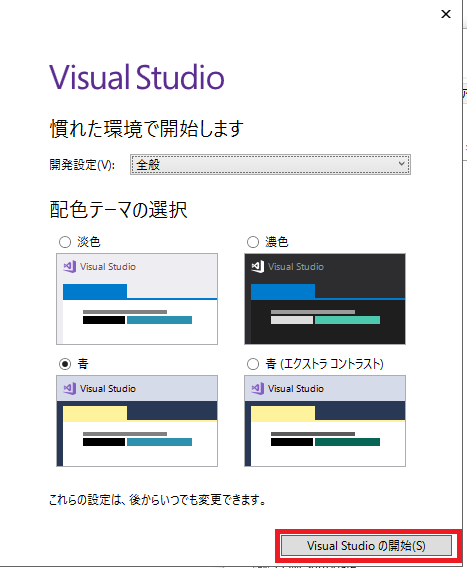 Visual Studio
慣れた環境で開始します
開発設定(V): 全般
配色テーマの選択
淡色 濃色
Visual Studio Visual Studio
青 青 (エクストラ コントラスト)
Visual Studio Visual Studio
これらの設定は、後からいつでも変更できます。
Visual Studio の開始(S)